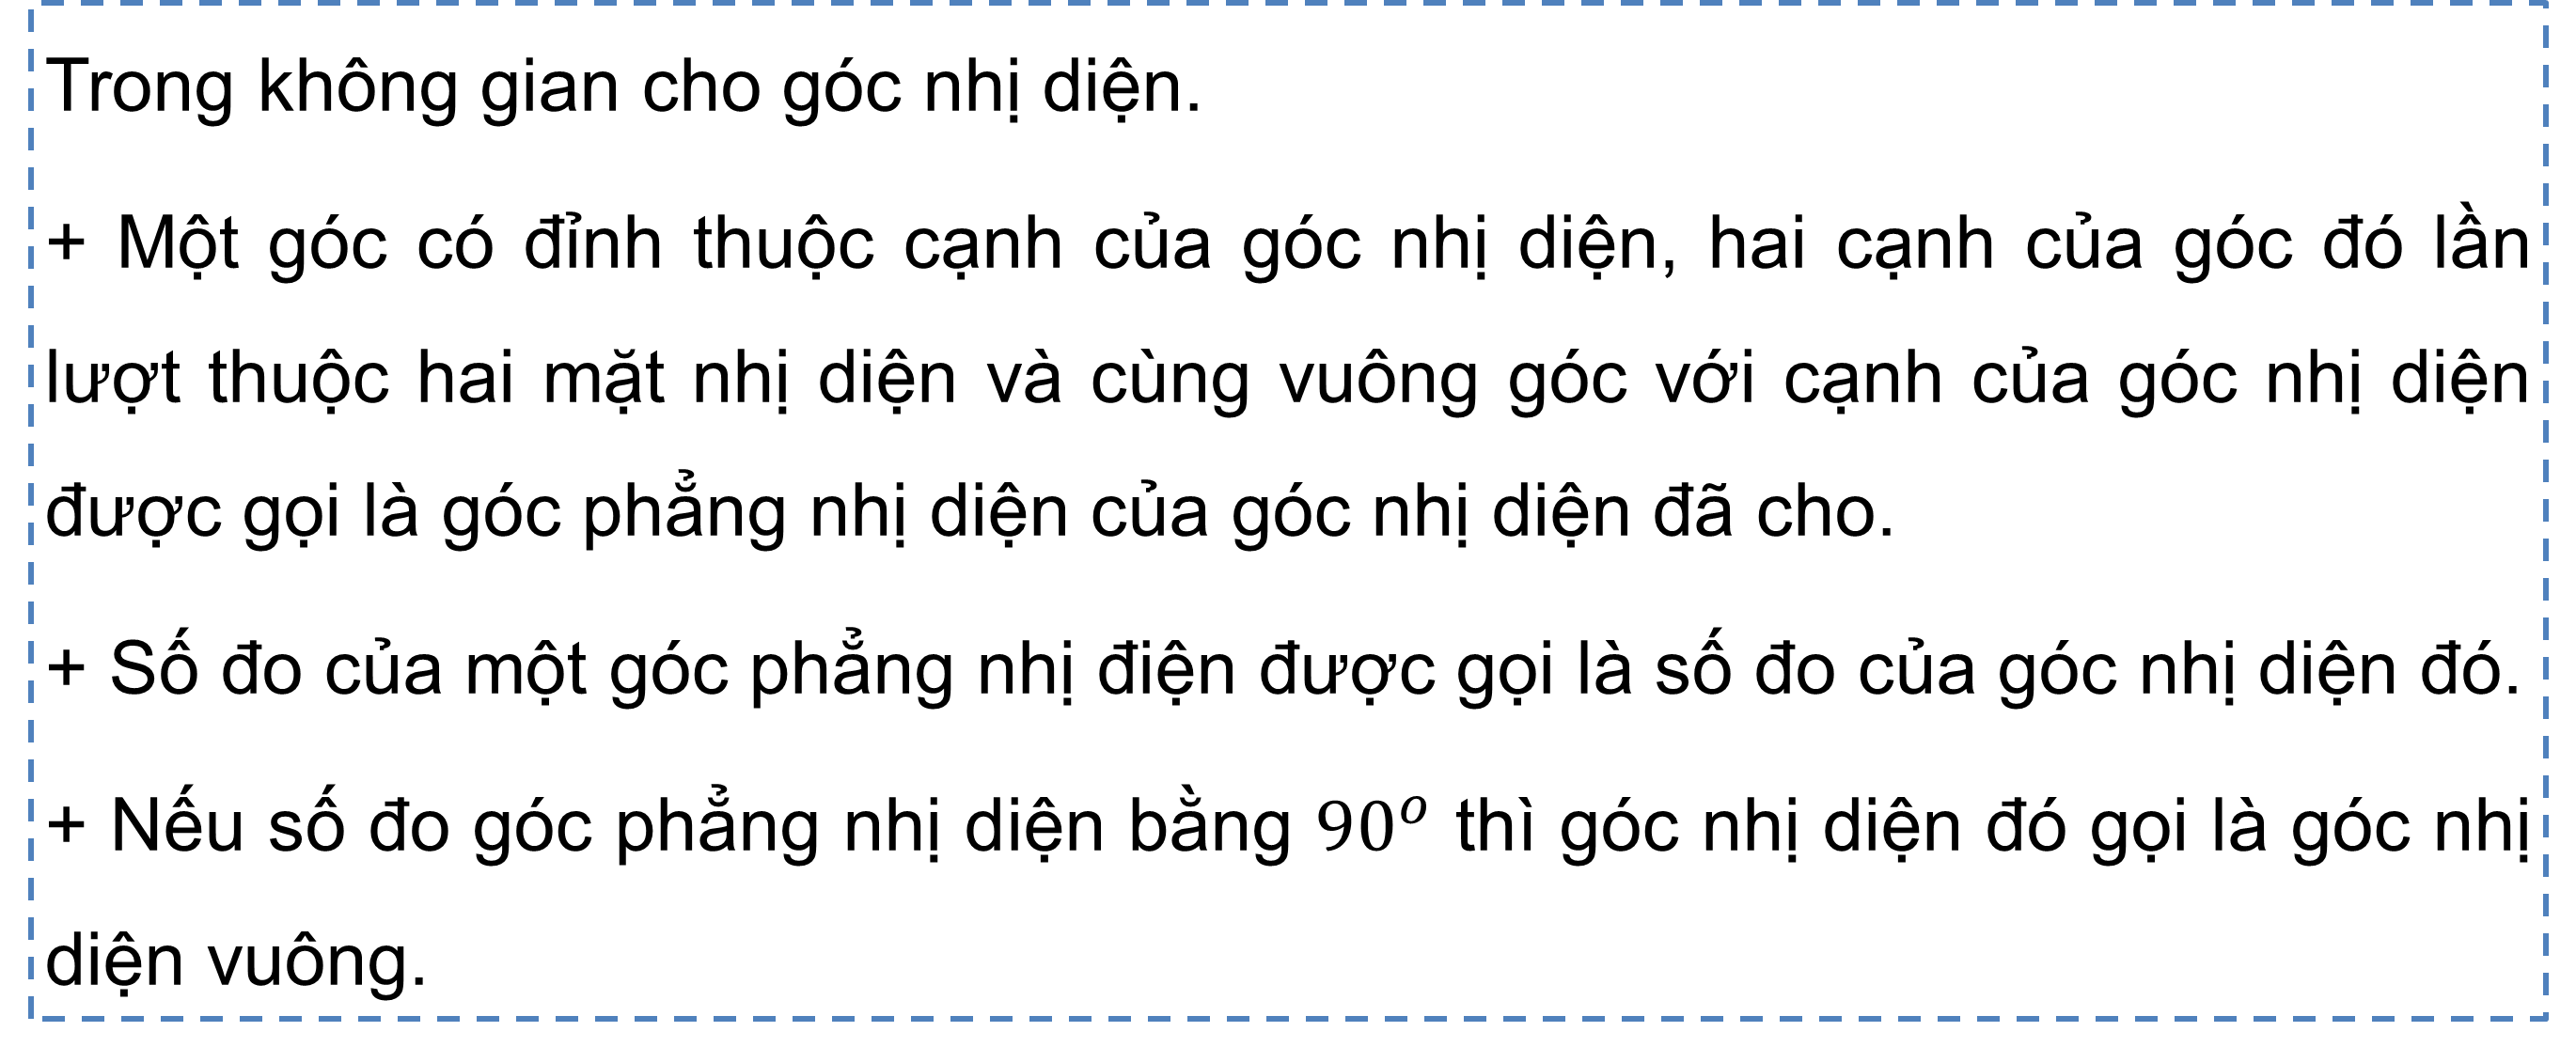 Trong không gian cho góc nhị diện.
+ Một góc có đỉnh thuộc cạnh của góc nhị diện, hai cạnh của góc đó lần
lượt thuộc hai mặt nhị diện và cùng vuông góc với cạnh của góc nhị diện
được gọi là góc phẳng nhị diện của góc nhị diện đã cho.
+ Số đo của một góc phẳng nhị điện được gọi là số đo của góc nhị diện đó.
+ Nếu số đo góc phẳng nhị diện bằng 90ᵒ thì góc nhị diện đó gọi là góc nhị
diện vuông.